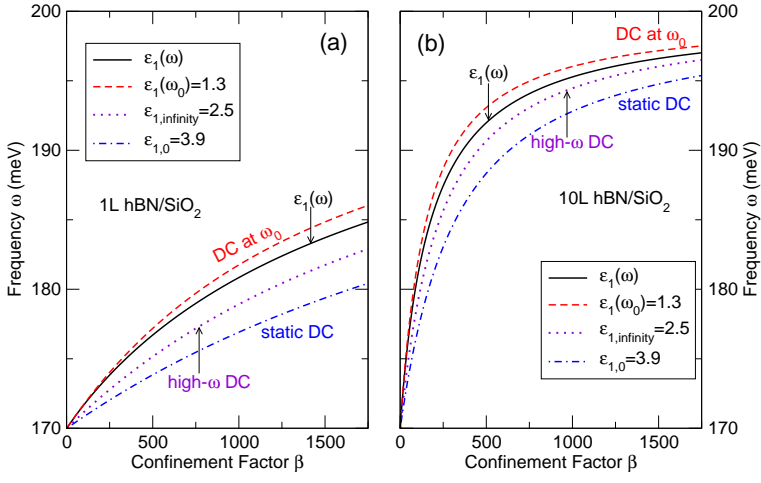 (a)
ε₁(ω)
ε₁(ω₀)=1.3
ε₁,infinity=2.5
ε₁,₀=3.9
1L hBN/SiO₂
ε₁(ω)
DC at ω₀
static DC
high-ω DC
200
190
180
170
Frequency ω (meV)
0
500
1000
1500
Confinement Factor β
(b)
DC at ω₀
ε₁(ω)
static DC
high-ω DC
10L hBN/SiO₂
ε₁(ω)
ε₁(ω₀)=1.3
ε₁,infinity=2.5
ε₁,₀=3.9
0
500
1000
1500
Confinement Factor β
200
190
180
170
Frequency ω (meV)